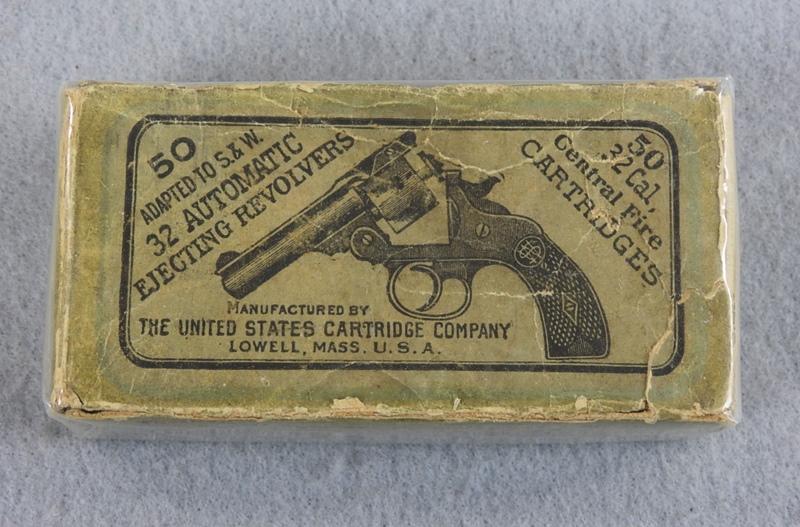 50
ADAPTED TO S.& W.
32 AUTOMATIC
EJECTING REVOLVERS
50
.32 Cal,
Central Fire
CARTRIDGES
MANUFACTURED BY
THE UNITED STATES CARTRIDGE COMPANY
LOWELL, MASS. U.S.A.